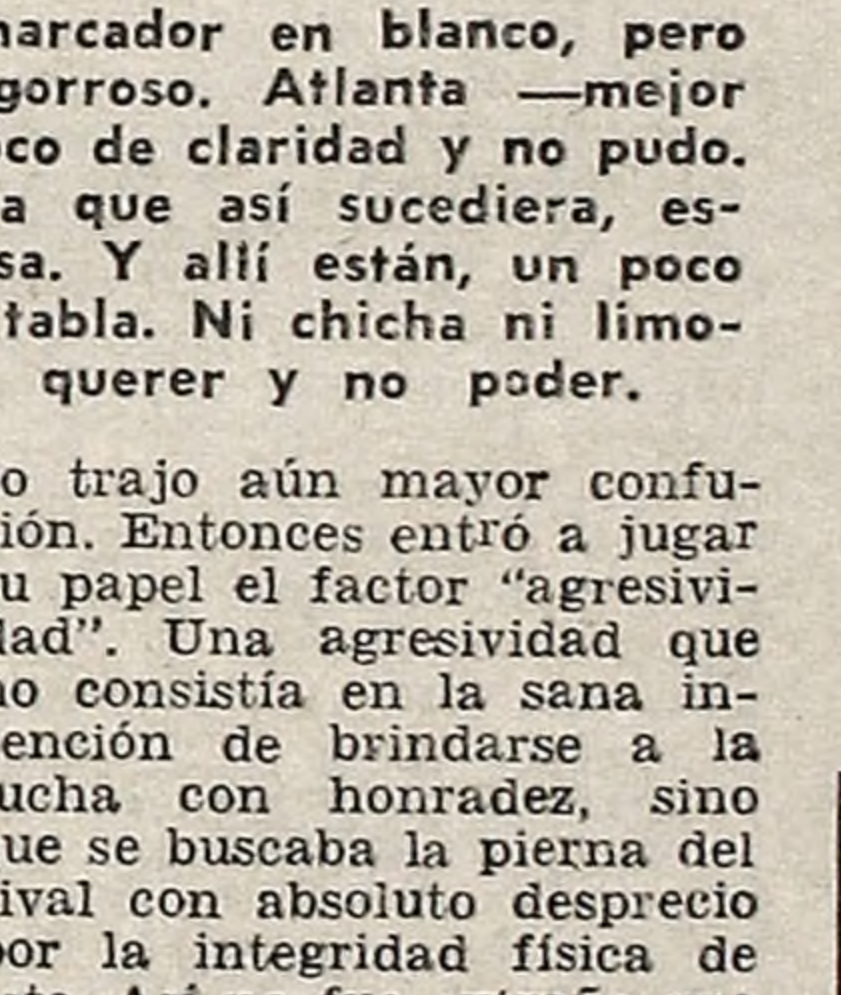 marcador en blanco, pero
gorroso. Atlanta —mejor
oco de claridad y no pudo.
a que así sucediera, es-
sa. Y allí están, un poco
tabla. Ni chicha ni limo-
querer y no poder.
o trajo aún mayor confu-
ión. Entonces entró a jugar
u papel el factor “agresivi-
dad”. Una agresividad que
no consistía en la sana in-
ención de brindarse a la
ucha con honradez, sino
ue se buscaba la pierna del
ival con absoluto desprecio
por la integridad física de